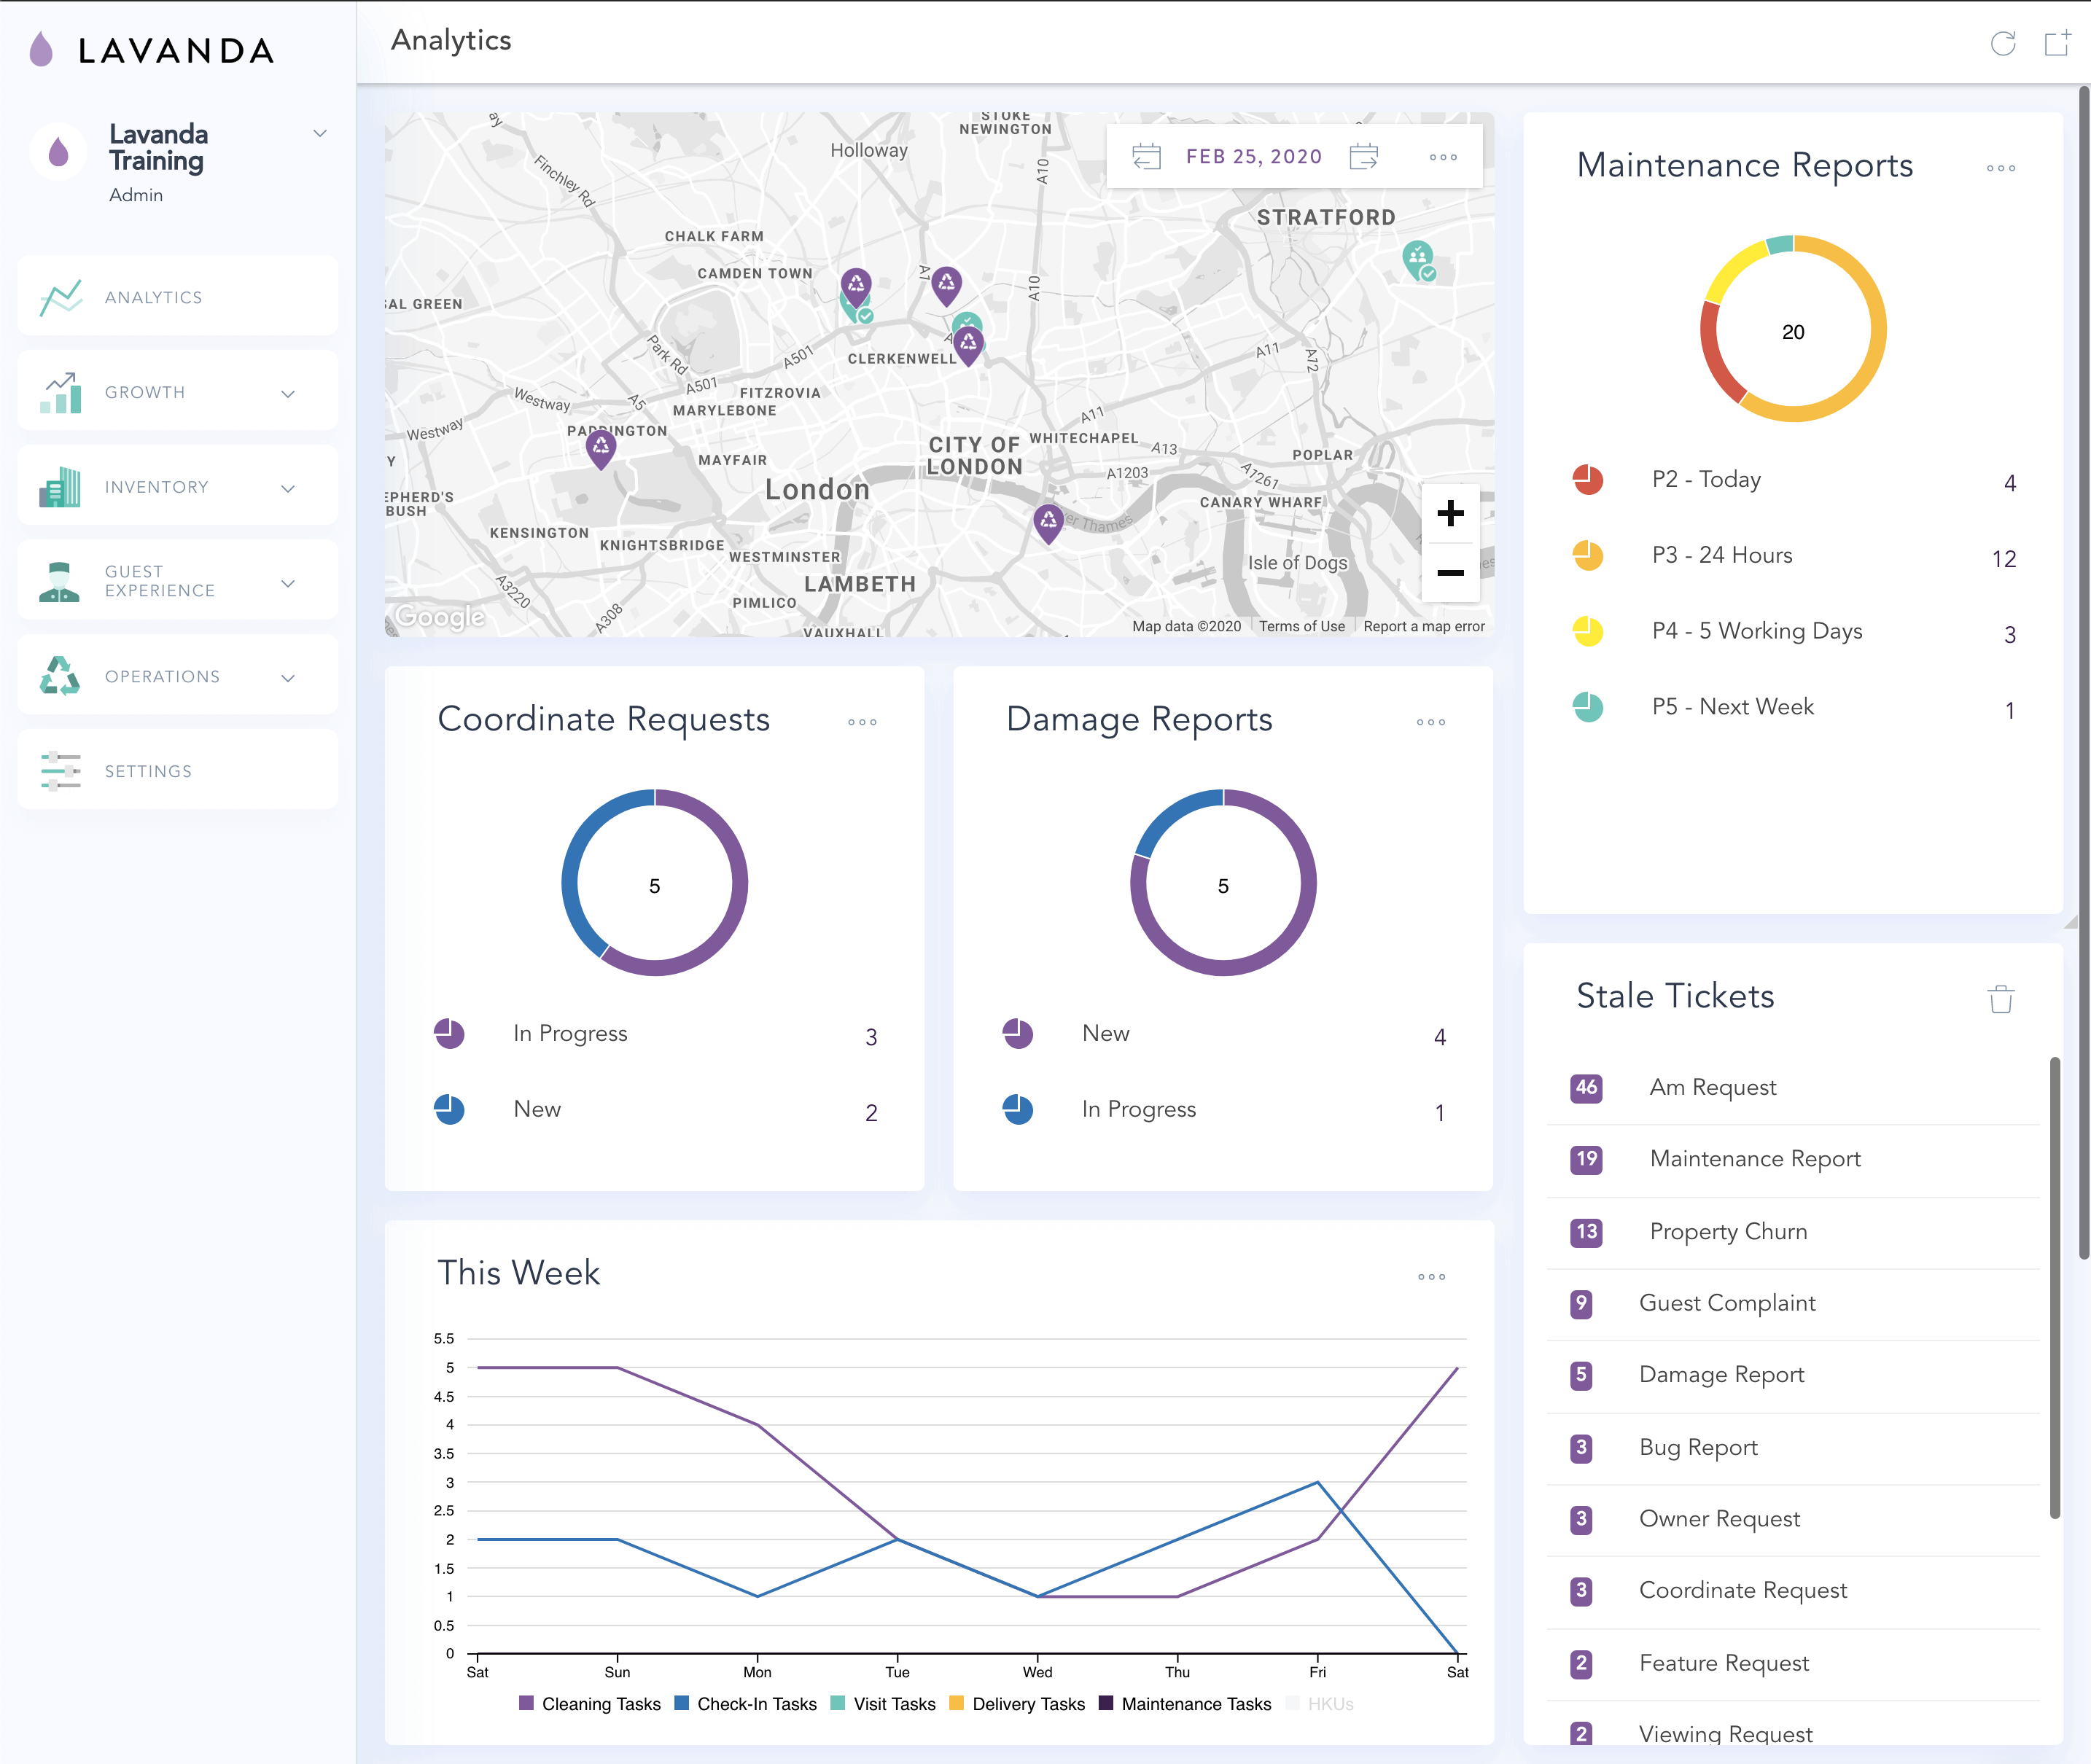 LAVANDA
Lavanda
Training
Admin
ANALYTICS
GROWTH
INVENTORY
GUEST
EXPERIENCE
OPERATIONS
SETTINGS
Analytics
STOKE
NEWINGTON
Holloway
A10
FEB 25, 2020
Finchley Rd
STRATFORD
CHALK FARM
CAMDEN TOWN
A1
A10
SAL GREEN
Park Rd
A501
CLERKENWELL
A11
A12
Westway
A5
A501
FITZROVIA
MARYLEBONE
A11
Westway
PADDINGTON
CITY OF
LONDON
WHITECHAPEL
A13
MAYFAIR
POPLAR
A1203
A1261
London
EPHERD'S
BUSH
CANARY WHARF
er Thames
KENSINGTON
KNIGHTSBRIDGE
WESTMINSTER
Isle of Dogs
LAMBETH
A3220
A308
PIMLICO
VAUXHALL
Google
Map data ©2020
Terms of Use
Report a map error
Maintenance Reports
20
P2 - Today 4
P3 - 24 Hours 12
P4 - 5 Working Days 3
P5 - Next Week 1
Coordinate Requests
5
In Progress 3
New 2
Damage Reports
5
New 4
In Progress 1
Stale Tickets
46 Am Request
19 Maintenance Report
13 Property Churn
9 Guest Complaint
5 Damage Report
3 Bug Report
3 Owner Request
3 Coordinate Request
2 Feature Request
2 Viewing Request
This Week
5.5
5
4.5
4
3.5
3
2.5
2
1.5
1
0.5
0
Sat Sun Mon Tue Wed Thu Fri Sat
Cleaning Tasks Check-In Tasks Visit Tasks Delivery Tasks Maintenance Tasks HKUs